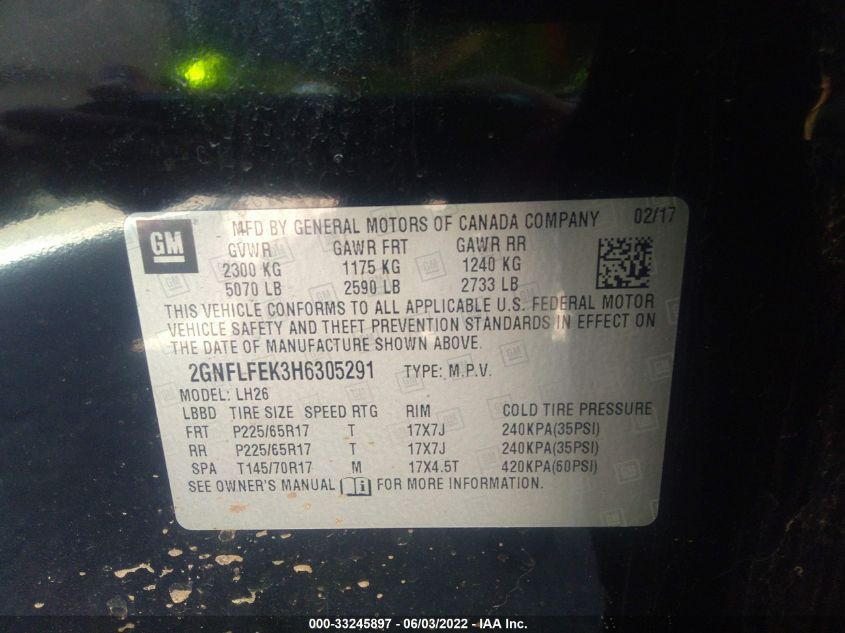 GM
MFD BY GENERAL MOTORS OF CANADA COMPANY 02/17
GVWR GAWR FRT GAWR RR
2300 KG 1175 KG 1240 KG
5070 LB 2590 LB 2733 LB
THIS VEHICLE CONFORMS TO ALL APPLICABLE U.S. FEDERAL MOTOR
VEHICLE SAFETY AND THEFT PREVENTION STANDARDS IN EFFECT ON
THE DATE OF MANUFACTURE SHOWN ABOVE.
2GNFLFEK3H6305291 TYPE: M.P.V.
MODEL: LH26
LBBD TIRE SIZE SPEED RTG RIM COLD TIRE PRESSURE
FRT P225/65R17 T 17X7J 240KPA(35PSI)
RR P225/65R17 T 17X7J 240KPA(35PSI)
SPA T145/70R17 M 17X4.5T 420KPA(60PSI)
SEE OWNER'S MANUAL FOR MORE INFORMATION.
000-33245897 - 06/03/2022 - IAA Inc.